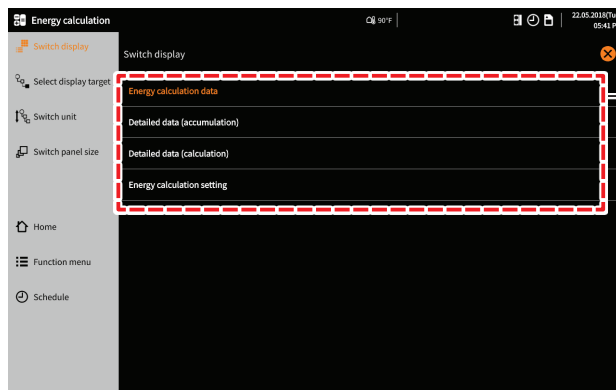 Energy calculation
90°F
22.05.2018(Tu
05:41 P
Switch display
Select display target
Switch unit
Switch panel size
Home
Function menu
Schedule
Switch display
Energy calculation data
Detailed data (accumulation)
Detailed data (calculation)
Energy calculation setting